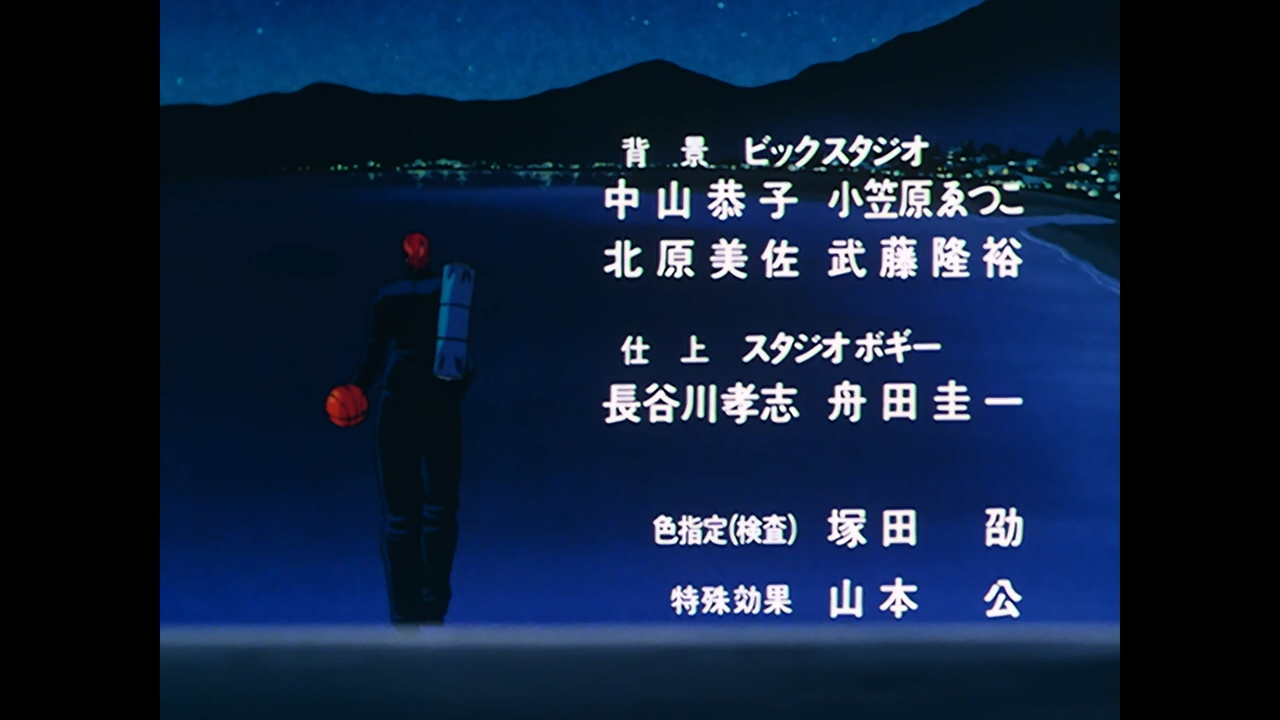 背景 ビックスタジオ
中山恭子 小笠原ゑつこ
北原美佐 武藤隆裕
仕上 スタジオボギー
長谷川孝志 舟田圭一
色指定(検査) 塚田劭
特殊効果 山本公